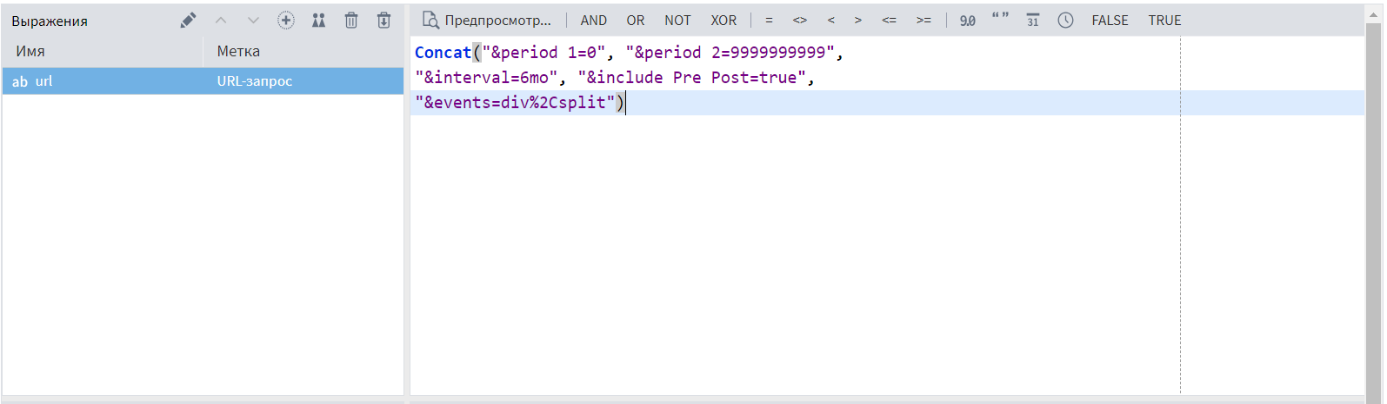 Выражения
Имя Метка
ab url URL-запрос
Предпросмотр... AND OR NOT XOR = <> < > <= >= 9.0 “ ” 31 FALSE TRUE
Concat("&period 1=0", "&period 2=9999999999",
"&interval=6mo", "&include Pre Post=true",
"&events=div%2Csplit")